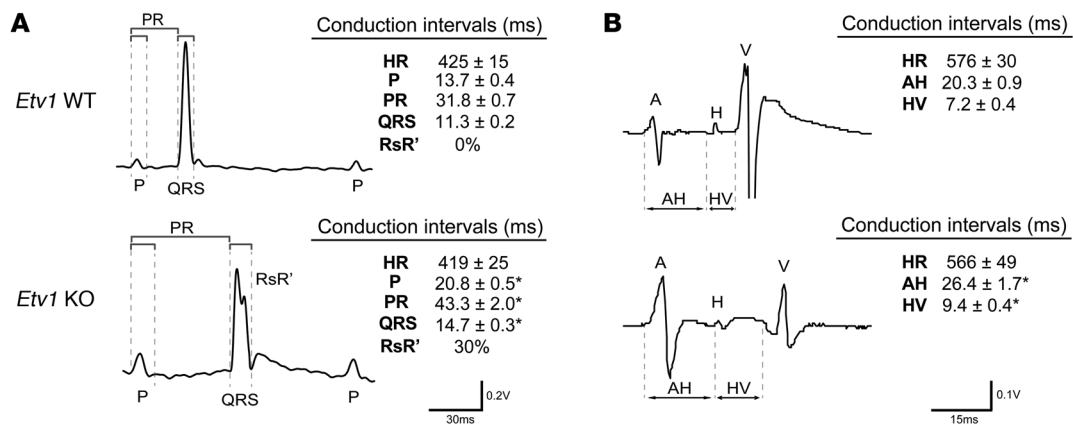 A
PR
P
QRS
P
Etv1 WT
Conduction intervals (ms)
HR 425 ± 15
P 13.7 ± 0.4
PR 31.8 ± 0.7
QRS 11.3 ± 0.2
RsR' 0%
PR
RsR'
P
QRS
P
Etv1 KO
Conduction intervals (ms)
HR 419 ± 25
P 20.8 ± 0.5*
PR 43.3 ± 2.0*
QRS 14.7 ± 0.3*
RsR' 30%
0.2V
30ms
B
A
H
V
AH
HV
Conduction intervals (ms)
HR 576 ± 30
AH 20.3 ± 0.9
HV 7.2 ± 0.4
A
H
V
AH
HV
Conduction intervals (ms)
HR 566 ± 49
AH 26.4 ± 1.7*
HV 9.4 ± 0.4*
0.1V
15ms